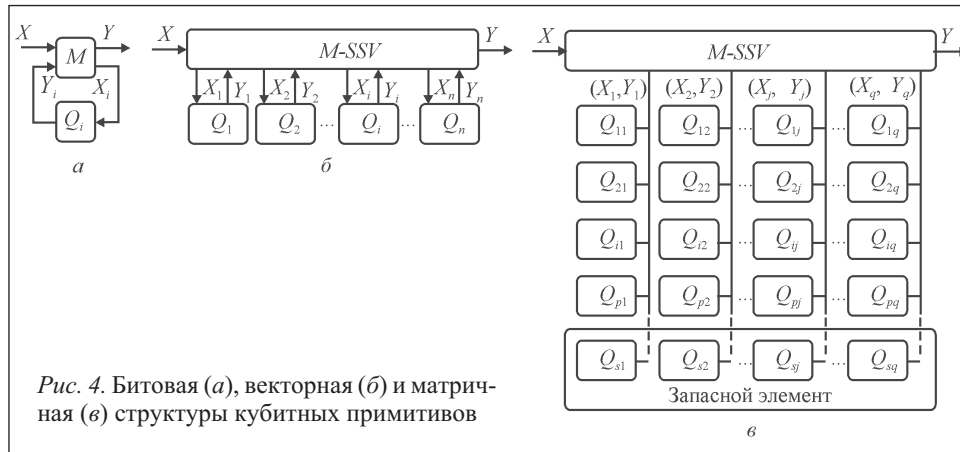 X Y
M
Y_i X_i
Q_i
а
X M-SSV Y
X_1 Y_1 X_2 Y_2 X_i Y_i X_n Y_n
Q_1 Q_2 ... Q_i ... Q_n
б
X M-SSV Y
(X_1,Y_1) (X_2,Y_2) (X_j, Y_j) (X_q, Y_q)
Q_11 Q_12 ... Q_1j ... Q_1q
Q_21 Q_22 ... Q_2j ... Q_2q
Q_i1 Q_i2 ... Q_ij ... Q_iq
Q_p1 Q_p2 ... Q_pj ... Q_pq
Q_s1 Q_s2 ... Q_sj ... Q_sq
Запасной элемент
в
Рис. 4. Битовая (а), векторная (б) и матрич-
ная (в) структуры кубитных примитивов